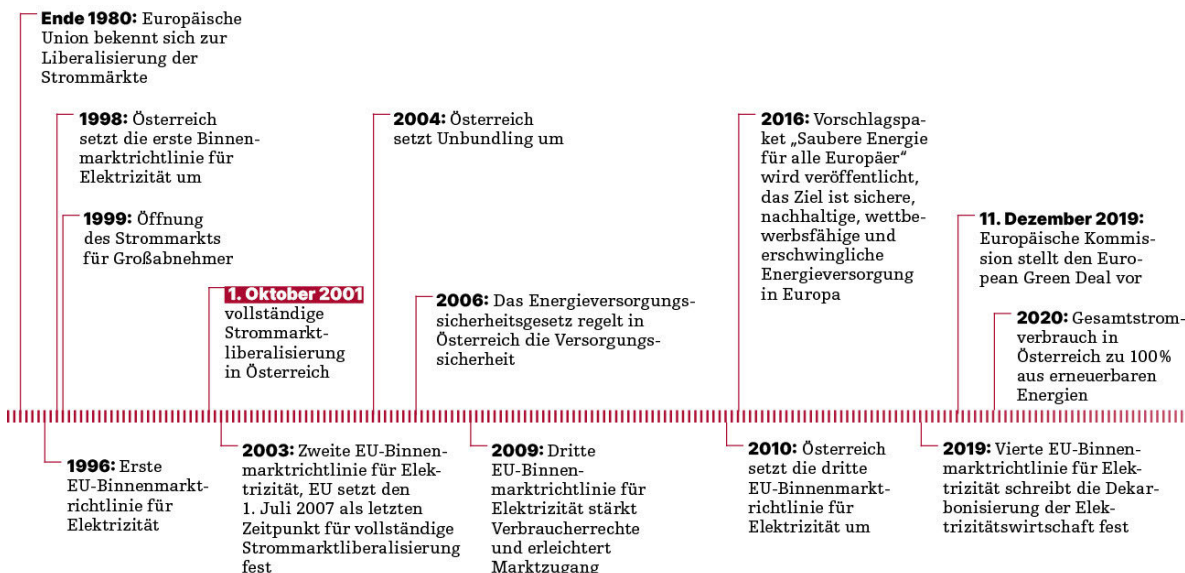 Ende 1980: Europäische
Union bekennt sich zur
Liberalisierung der
Strommärkte
1998: Österreich
setzt die erste Binnen-
marktrichtlinie für
Elektrizität um
1999: Öffnung
des Strommarkts
für Großabnehmer
1. Oktober 2001
vollständige
Strommarkt-
liberalisierung
in Österreich
2004: Österreich
setzt Unbundling um
2006: Das Energieversorgungs-
sicherheitsgesetz regelt in
Österreich die Versorgungs-
sicherheit
2016: Vorschlagspa-
ket „Saubere Energie
für alle Europäer“
wird veröffentlicht,
das Ziel ist sichere,
nachhaltige, wettbe-
werbsfähige und
erschwingliche
Energieversorgung
in Europa
11. Dezember 2019:
Europäische Kommis-
sion stellt den Euro-
pean Green Deal vor
2020: Gesamtstrom-
verbrauch in
Österreich zu 100%
aus erneuerbaren
Energien
1996: Erste
EU-Binnenmarkt-
richtlinie für
Elektrizität
2003: Zweite EU-Binnen-
marktrichtlinie für Elek-
trizität, EU setzt den
1. Juli 2007 als letzten
Zeitpunkt für vollständige
Strommarktliberalisierung
fest
2009: Dritte
EU-Binnen-
marktrichtlinie für
Elektrizität stärkt
Verbraucherrechte
und erleichtert
Marktzugang
2010: Österreich
setzt die dritte
EU-Binnenmarkt-
richtlinie für
Elektrizität um
2019: Vierte EU-Binnen-
marktrichtlinie für Elek-
trizität schreibt die Dekar-
bonisierung der Elek-
trizitätswirtschaft fest